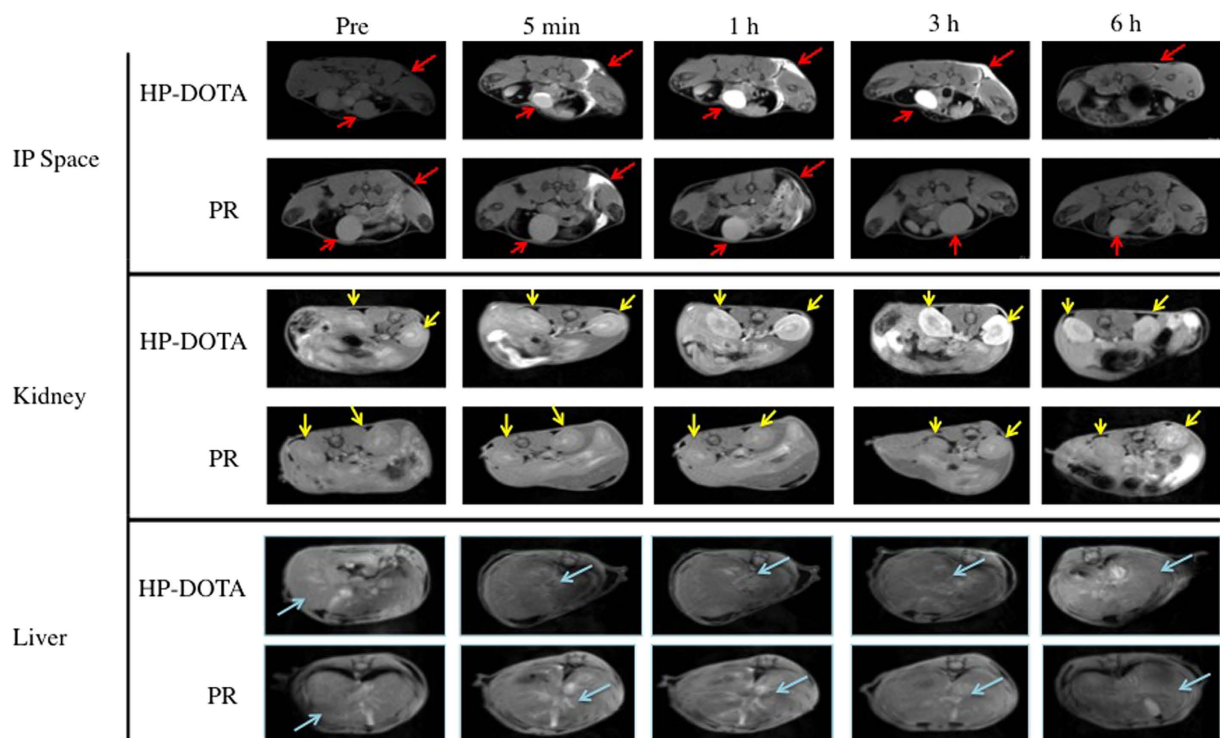 Pre 5 min 1 h 3 h 6 h
HP-DOTA
IP Space
PR
HP-DOTA
Kidney
PR
HP-DOTA
Liver
PR